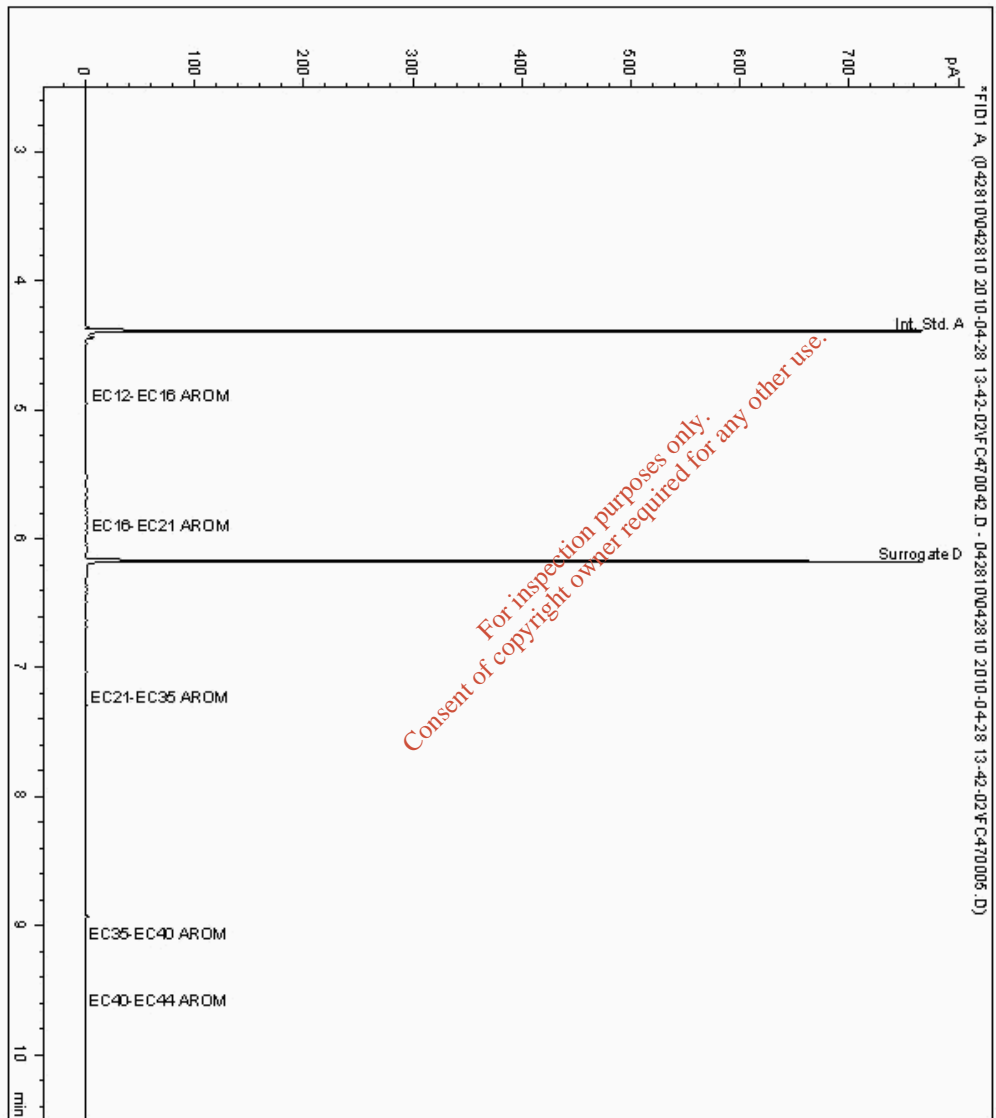 *FID1 A, (042810\042810 2010-04-28 13-42-02\FC470042.D - 042810\042810 2010-04-28 13-42-02\FC470005.D)
pA
700
600
500
400
300
200
100
0
Int. Std. A
EC12-EC16 AROM
EC16-EC21 AROM
Surrogate D
EC21-EC35 AROM
EC35-EC40 AROM
EC40-EC44 AROM
3
4
5
6
7
8
9
10
min
For inspection purposes only.
Consent of copyright owner required for any other use.